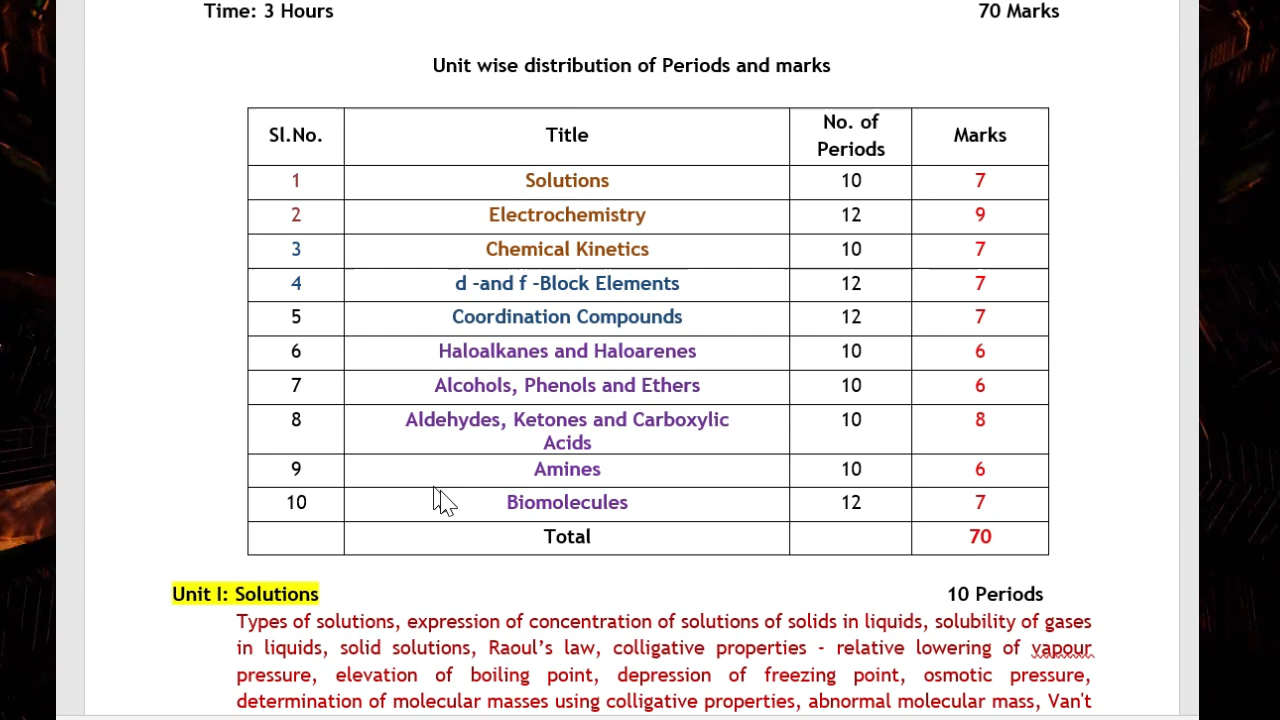 Time: 3 Hours 70 Marks
Unit wise distribution of Periods and marks
Sl.No. Title No. of Periods Marks
1 Solutions 10 7
2 Electrochemistry 12 9
3 Chemical Kinetics 10 7
4 d -and f -Block Elements 12 7
5 Coordination Compounds 12 7
6 Haloalkanes and Haloarenes 10 6
7 Alcohols, Phenols and Ethers 10 6
8 Aldehydes, Ketones and Carboxylic Acids 10 8
9 Amines 10 6
10 Biomolecules 12 7
Total 70
Unit I: Solutions 10 Periods
Types of solutions, expression of concentration of solutions of solids in liquids, solubility of gases
in liquids, solid solutions, Raoul's law, colligative properties - relative lowering of vapour
pressure, elevation of boiling point, depression of freezing point, osmotic pressure,
determination of molecular masses using colligative properties, abnormal molecular mass, Van't